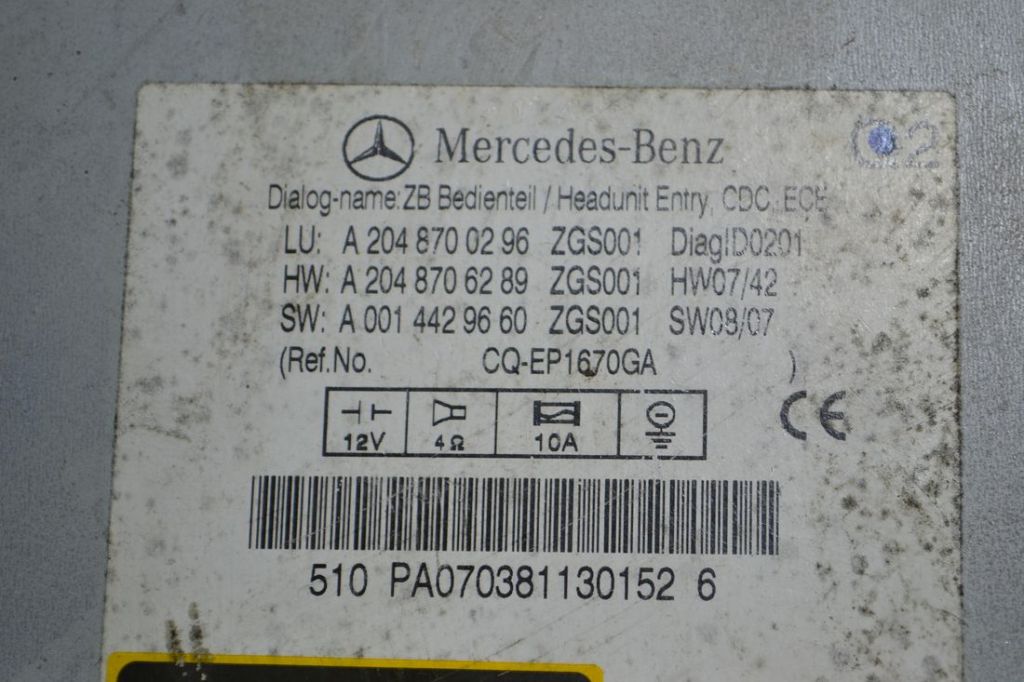 Mercedes-Benz
Dialog-name: ZB Bedienteil / Headunit Entry, CDC, ECE
LU: A 204 870 02 96 ZGS001 DiagID0201
HW: A 204 870 62 89 ZGS001 HW07/42
SW: A 001 442 96 60 ZGS001 SW08/07
(Ref.No. CQ-EP1670GA )
12V 4Ω 10A
CE
510 PA070381130152 6